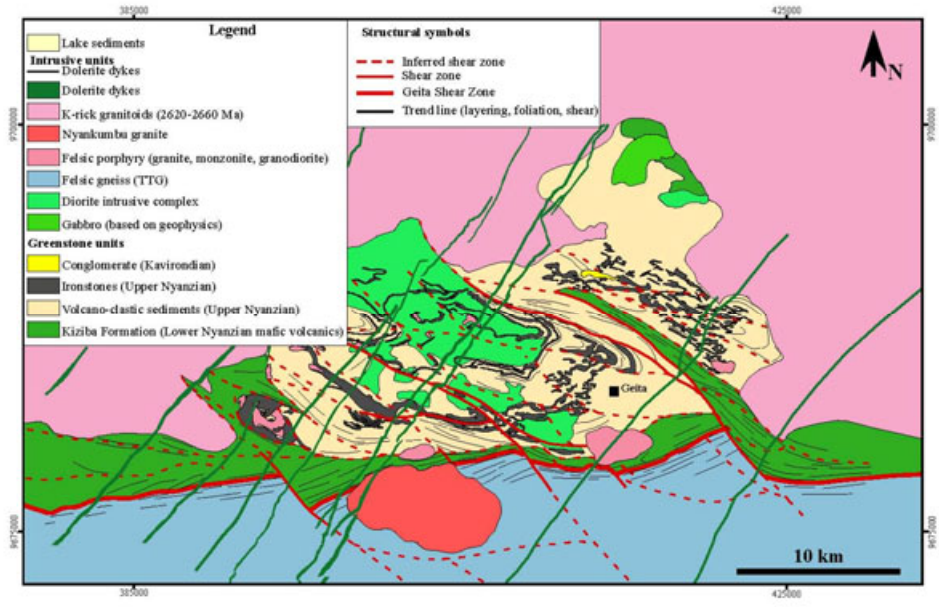 385000
425000
Legend
Lake sediments
Intrusive units
Dolerite dykes
Dolerite dykes
K-rick granitoids (2620-2660 Ma)
Nyankumbu granite
Felsic porphyry (granite, monzonite, granodiorite)
Felsic gneiss (TTG)
Diorite intrusive complex
Gabbro (based on geophysics)
Greenstone units
Conglomerate (Kavirondian)
Ironstones (Upper Nyanzian)
Volcano-clastic sediments (Upper Nyanzian)
Kiziba Formation (Lower Nyanzian mafic volcanics)
Structural symbols
Inferred shear zone
Shear zone
Geita Shear Zone
Trend line (layering, foliation, shear)
N
9700000
9700000
Geita
9675000
9675000
10 km
385000
425000